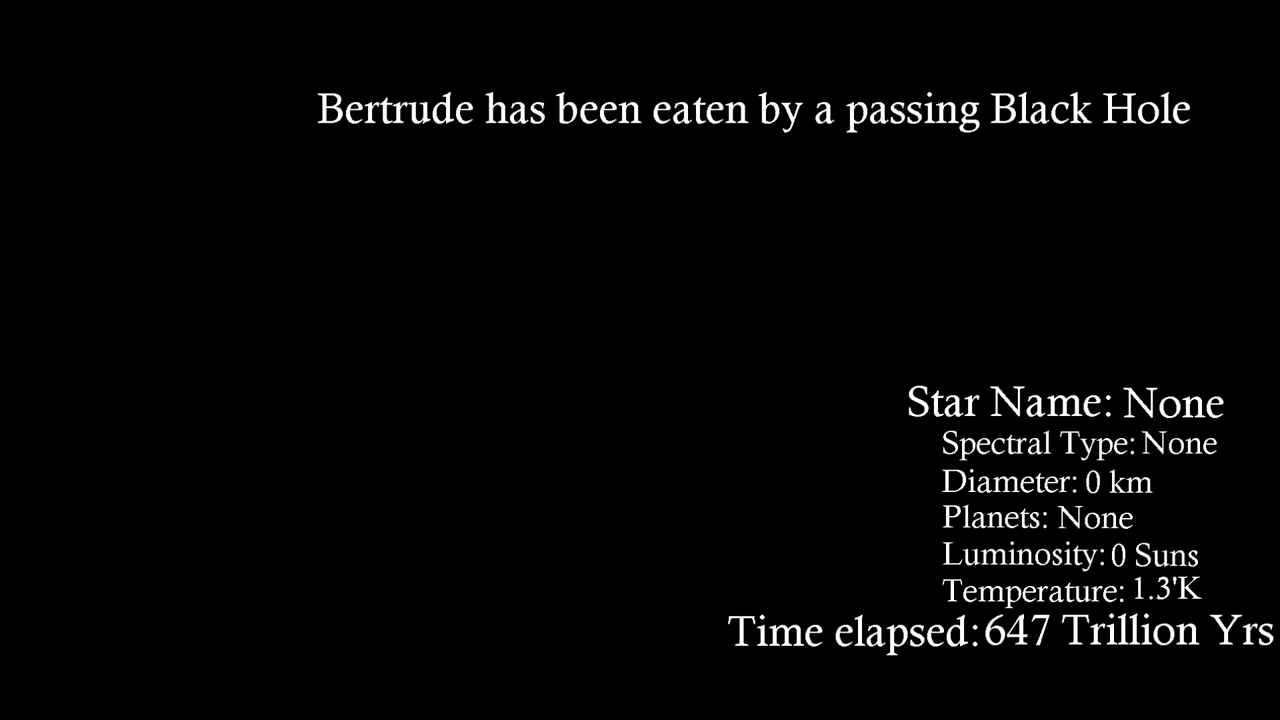 Bertrude has been eaten by a passing Black Hole
Star Name: None
Spectral Type: None
Diameter: 0 km
Planets: None
Luminosity: 0 Suns
Temperature: 1.3'K
Time elapsed: 647 Trillion Yrs